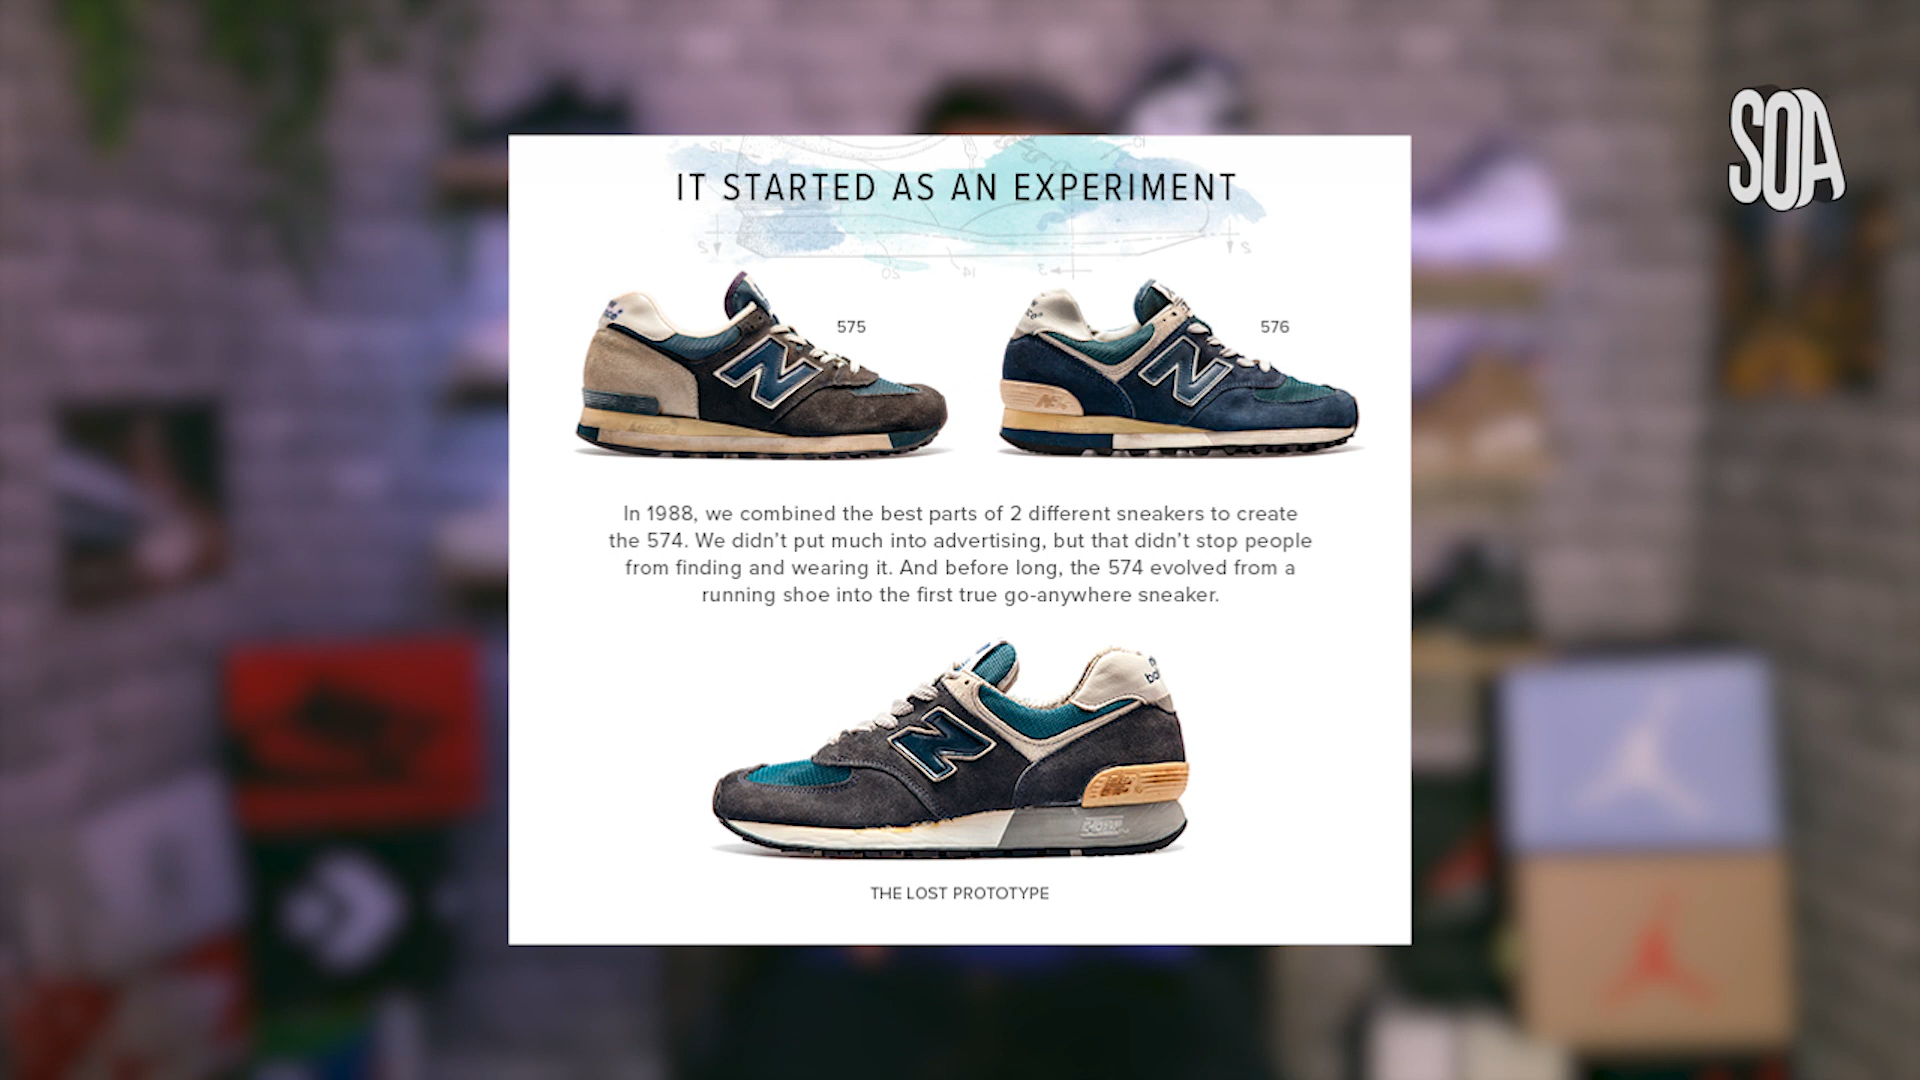 SOA
IT STARTED AS AN EXPERIMENT
575
576
In 1988, we combined the best parts of 2 different sneakers to create
the 574. We didn't put much into advertising, but that didn't stop people
from finding and wearing it. And before long, the 574 evolved from a
running shoe into the first true go-anywhere sneaker.
THE LOST PROTOTYPE